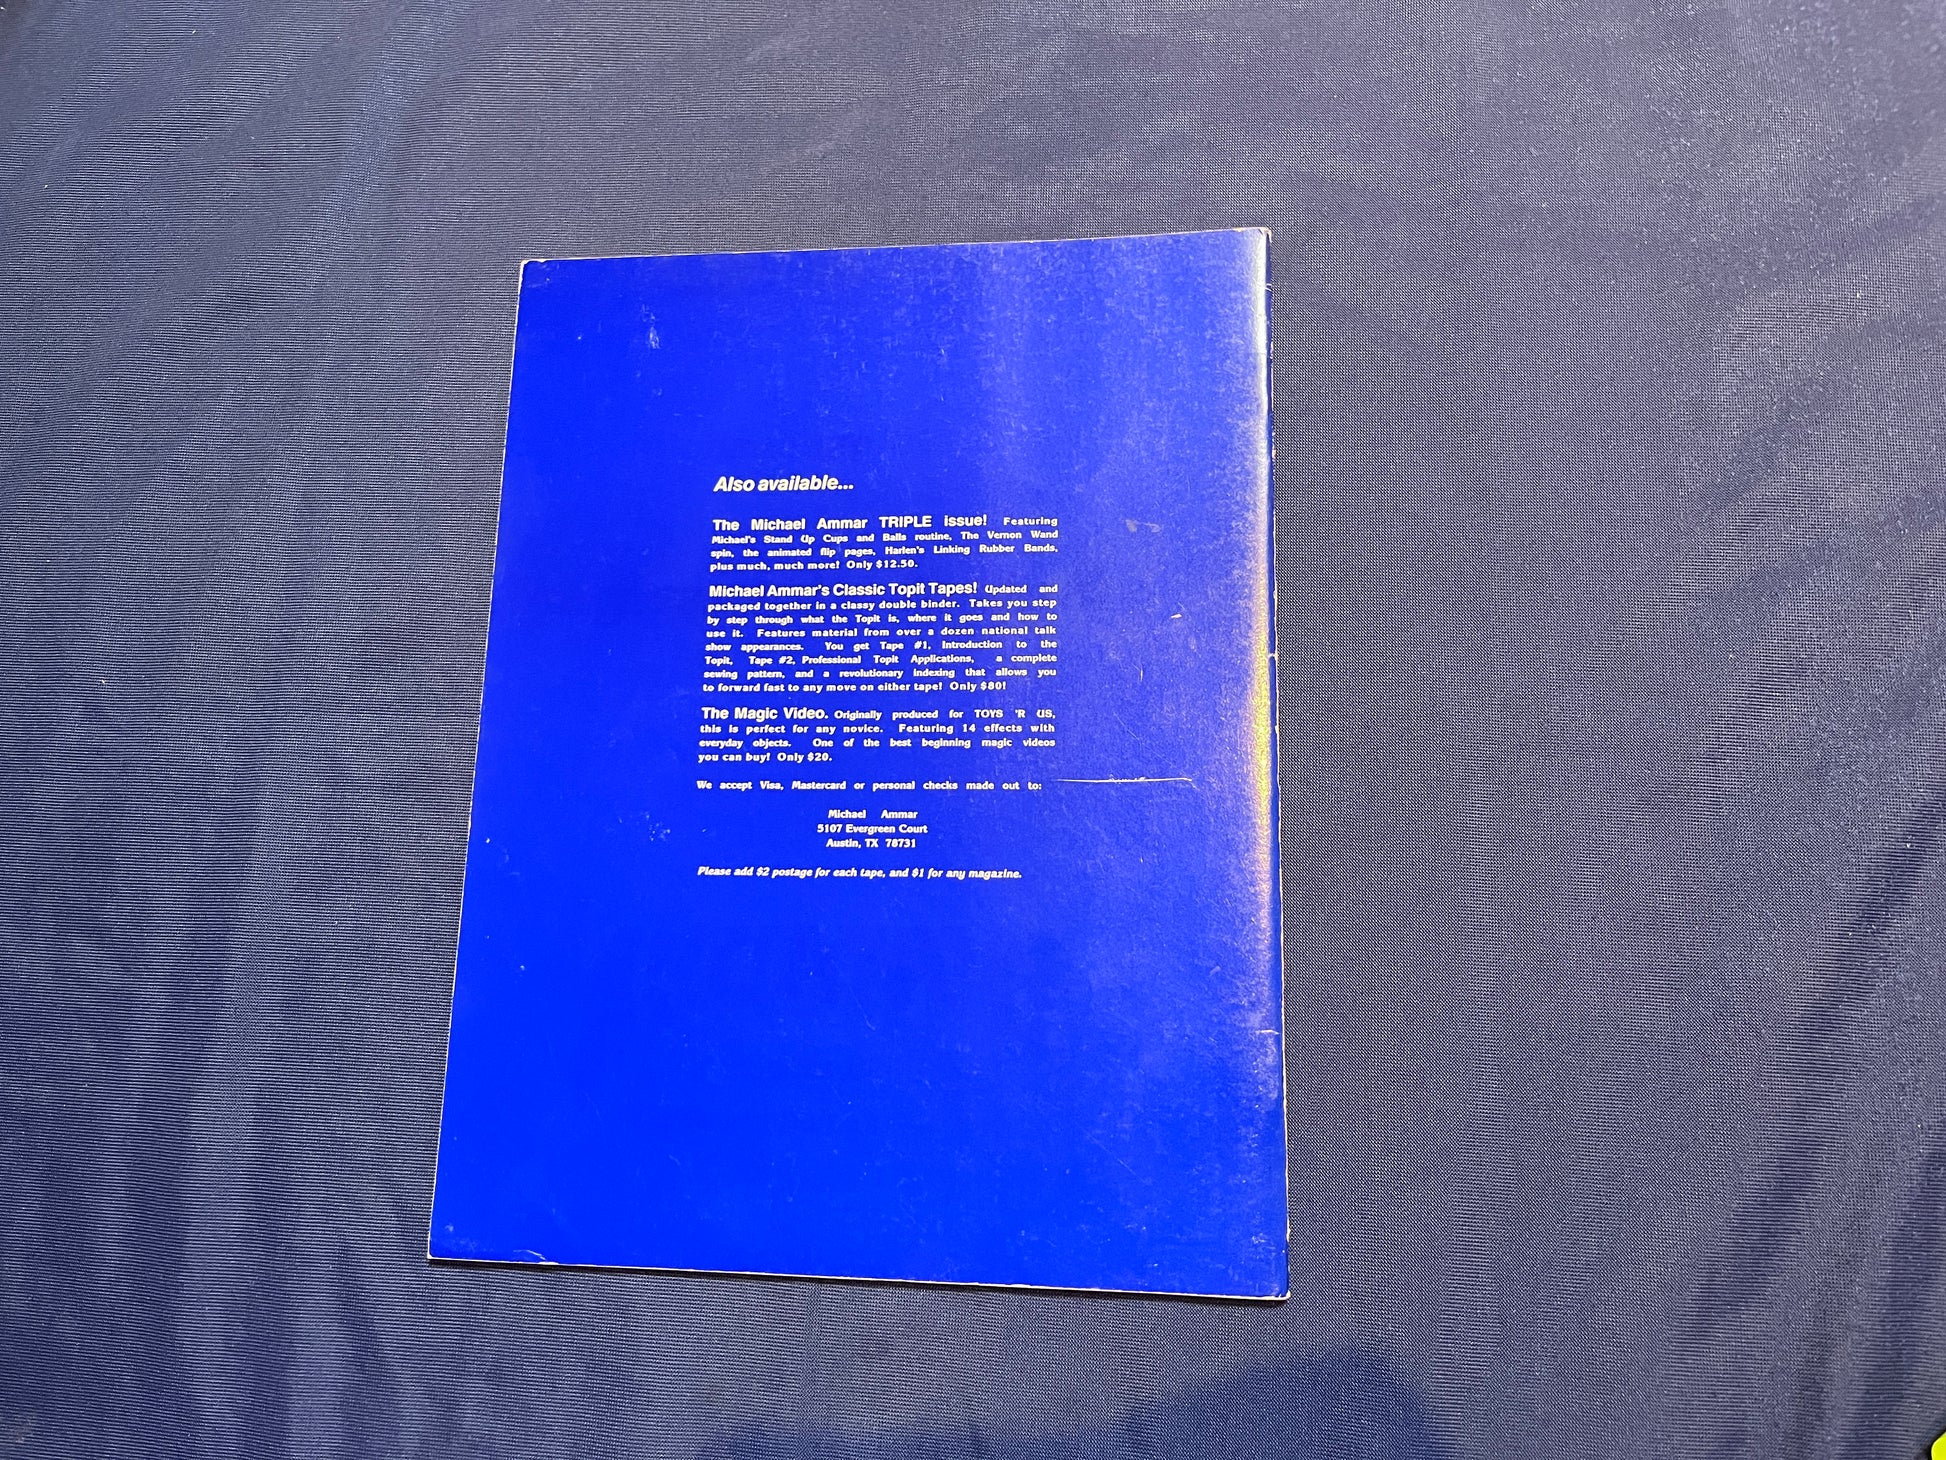 Also available...
The Michael Ammar TRIPLE issue! Featuring
Michael's Stand Up Cups and Balls routine, The Vernon Wand
spin, the animated flip pages, Harlen's Linking Rubber Bands,
plus much, much more! Only $12.50.
Michael Ammar's Classic Topit Tapes! Updated and
packaged together in a classy double binder. Takes you step
by step through what the Topit is, where it goes and how to
use it. Features material from over a dozen national talk
show appearances. You get Tape #1, Introduction to the
Topit, Tape #2, Professional Topit Applications, a complete
sewing pattern, and a revolutionary indexing that allows you
to forward fast to any move on either tape! Only $80!
The Magic Video. Originally produced for TOYS 'R US,
this is perfect for any novice. Featuring 14 effects with
everyday objects. One of the best beginning magic videos
you can buy! Only $20.
We accept Visa, Mastercard or personal checks made out to:
Michael Ammar
5107 Evergreen Court
Austin, TX 78731
Please add $2 postage for each tape, and $1 for any magazine.